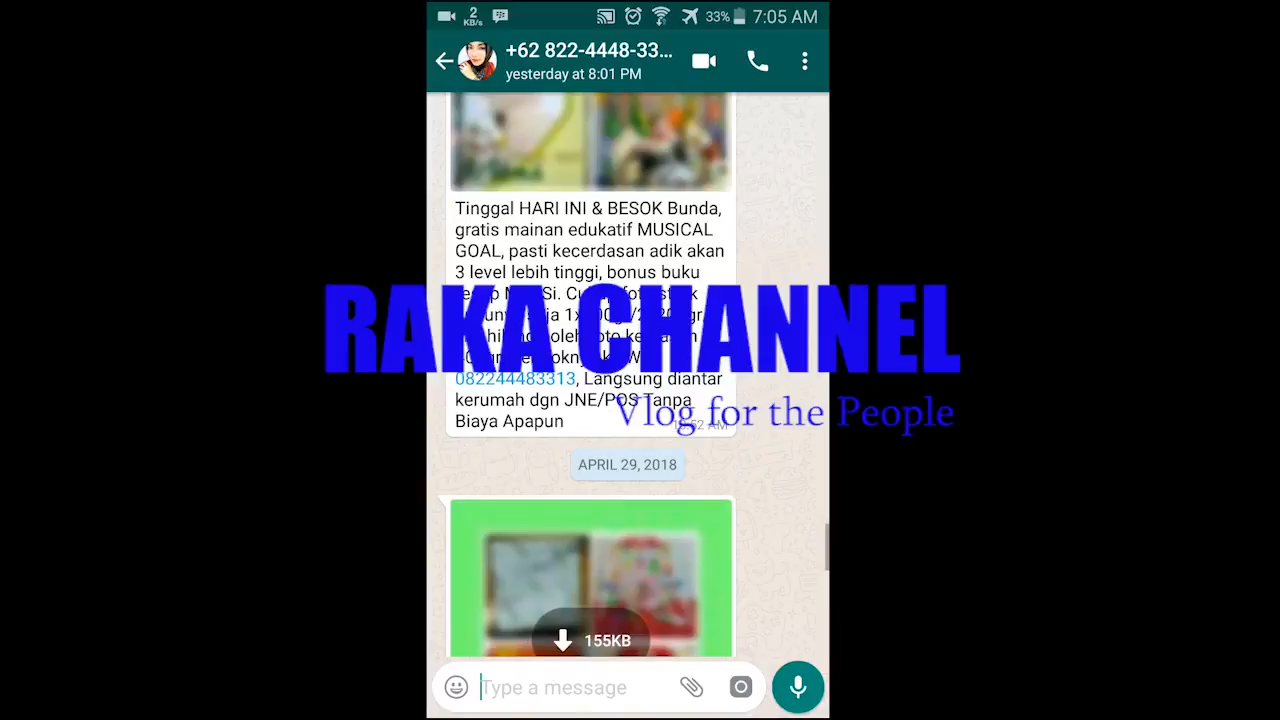 2
KB/s
33%
7:05 AM
+62 822-4448-33...
yesterday at 8:01 PM
Tinggal HARI INI & BESOK Bunda,
gratis mainan edukatif MUSICAL
GOAL, pasti kecerdasan adik akan
3 level lebih tinggi, bonus buku
RAKA CHANNEL
082244483313, Langsung diantar
kerumah dgn JNE/POS Tanpa
Biaya Apapun
Vlog for the People
APRIL 29, 2018
155KB
Type a message